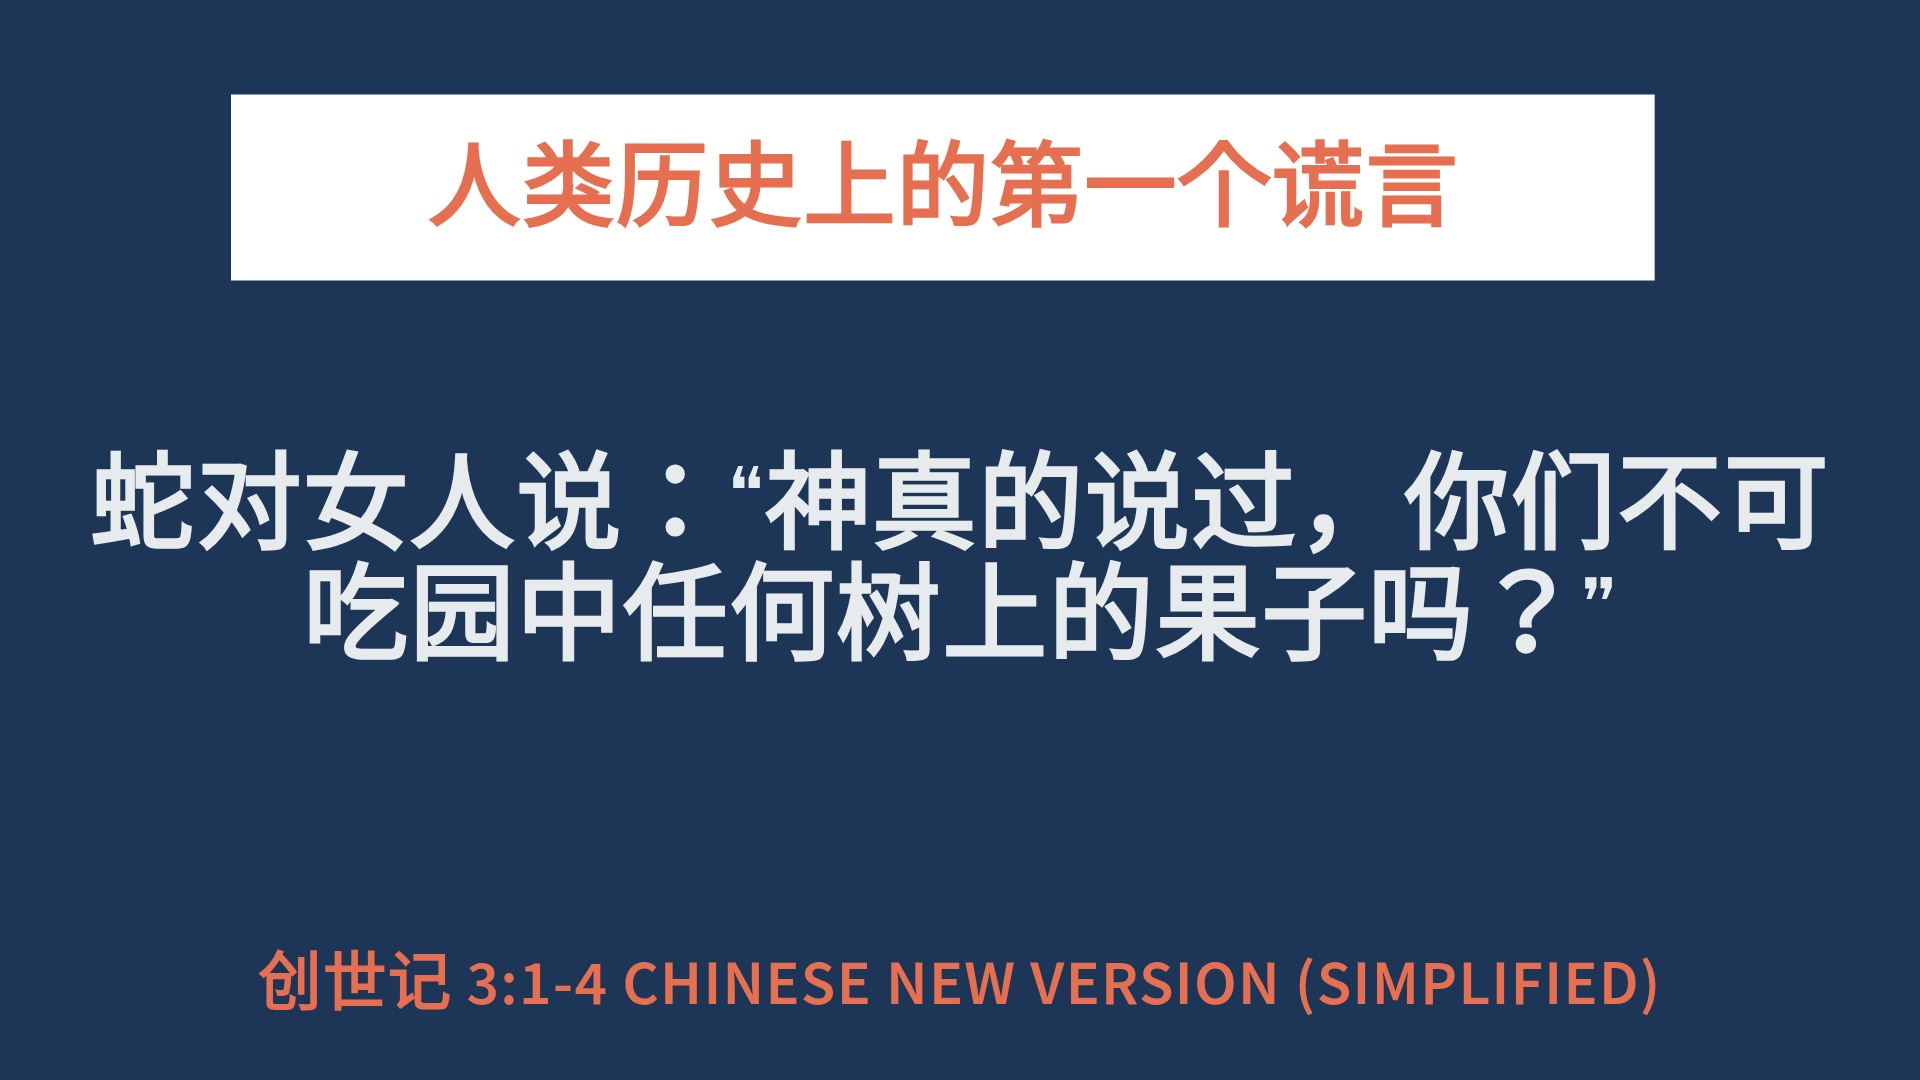 人类历史上的第一个谎言
蛇对女人说：“神真的说过，你们不可
吃园中任何树上的果子吗？”
创世记 3:1-4 CHINESE NEW VERSION (SIMPLIFIED)